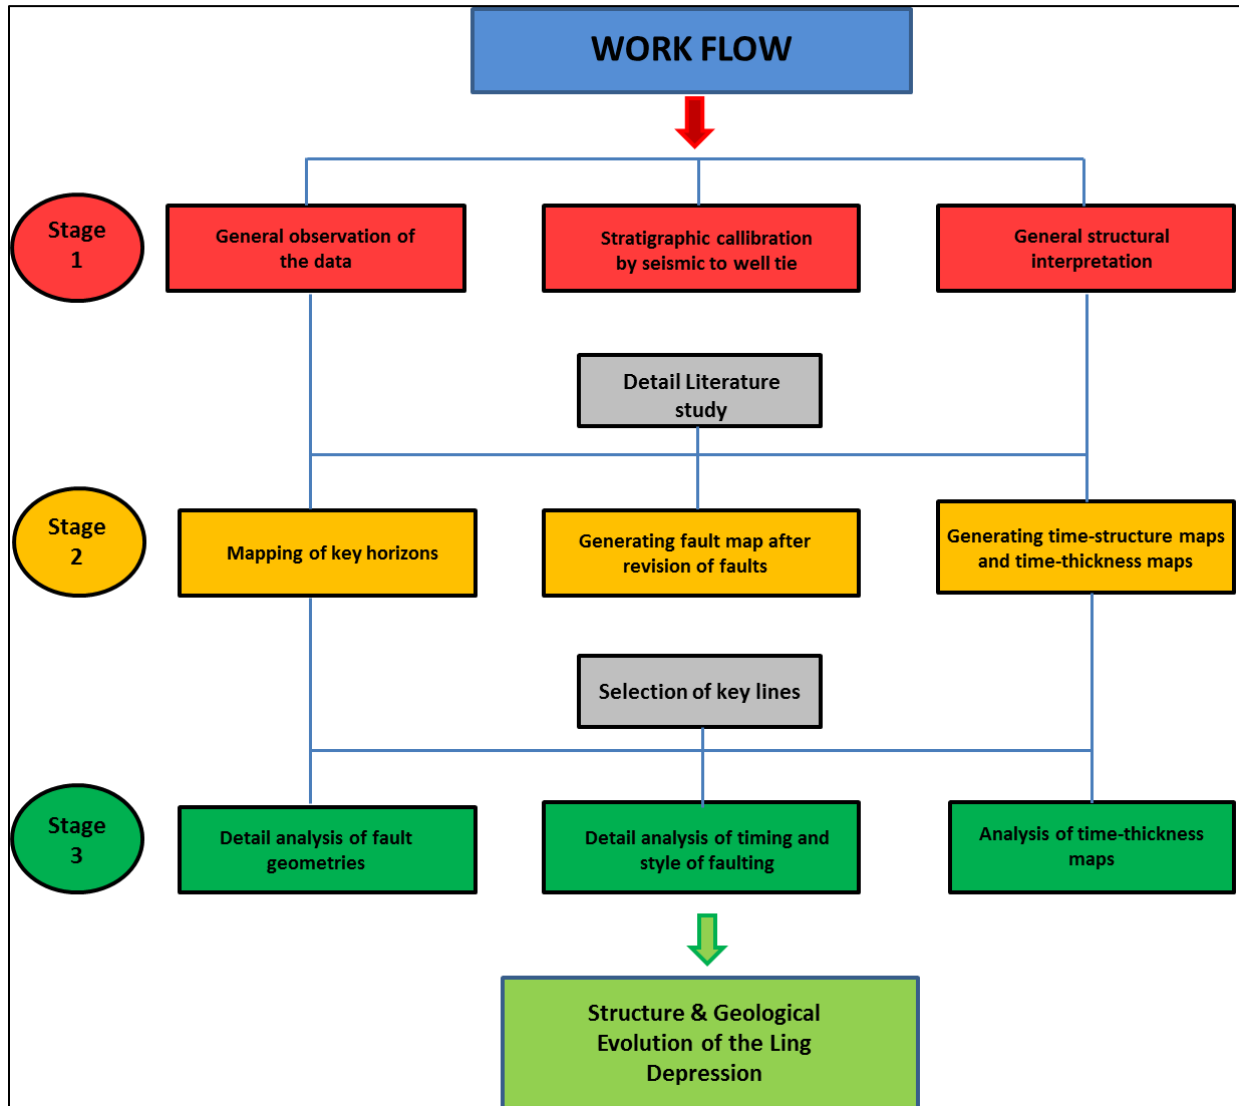 WORK FLOW
Stage
1
General observation of
the data
Stratigraphic callibration
by seismic to well tie
General structural
interpretation
Detail Literature
study
Stage
2
Mapping of key horizons
Generating fault map after
revision of faults
Generating time-structure maps
and time-thickness maps
Selection of key lines
Stage
3
Detail analysis of fault
geometries
Detail analysis of timing and
style of faulting
Analysis of time-thickness
maps
Structure & Geological
Evolution of the Ling
Depression